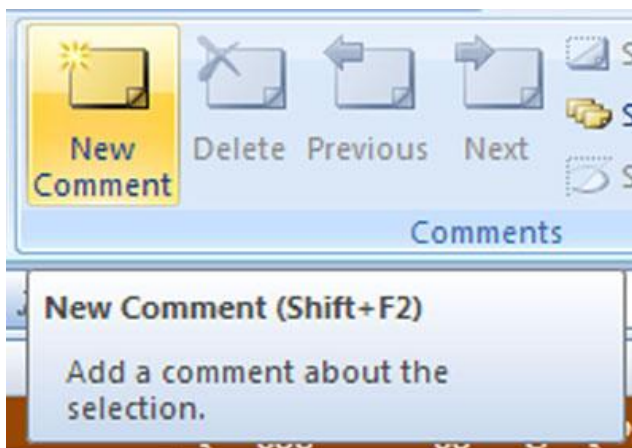 New Comment
Delete
Previous
Next
S
S
S
Comments
New Comment (Shift+F2)
Add a comment about the
selection.